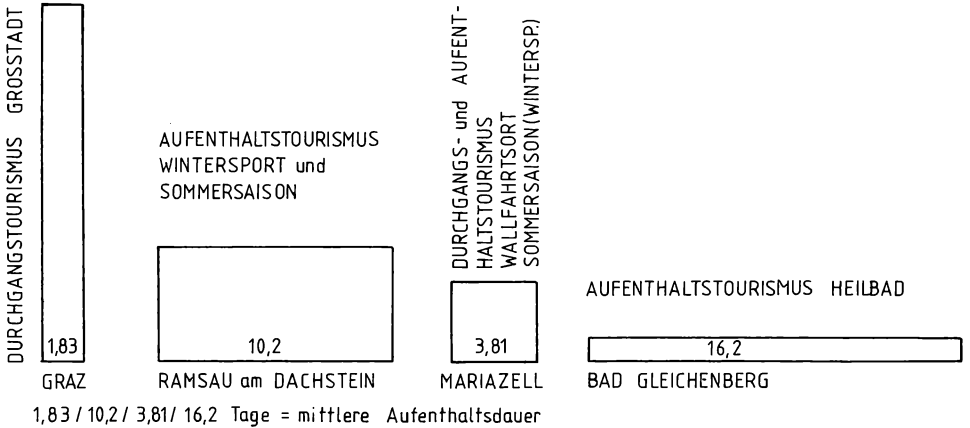 DURCHGANGSTOURISMUS GROSSTADT
1,83
GRAZ
AUFENTHALTSTOURISMUS
WINTERSPORT und
SOMMERSAISON
10,2
RAMSAU am DACHSTEIN
DURCHGANGS- und AUFENT-
HALTSTOURISMUS
WALLFAHRTSORT
SOMMERSAISON(WINTERSP.)
3,81
MARIAZELL
AUFENTHALTSTOURISMUS HEILBAD
16,2
BAD GLEICHENBERG
1,83 / 10,2 / 3,81 / 16,2 Tage = mittlere Aufenthaltsdauer